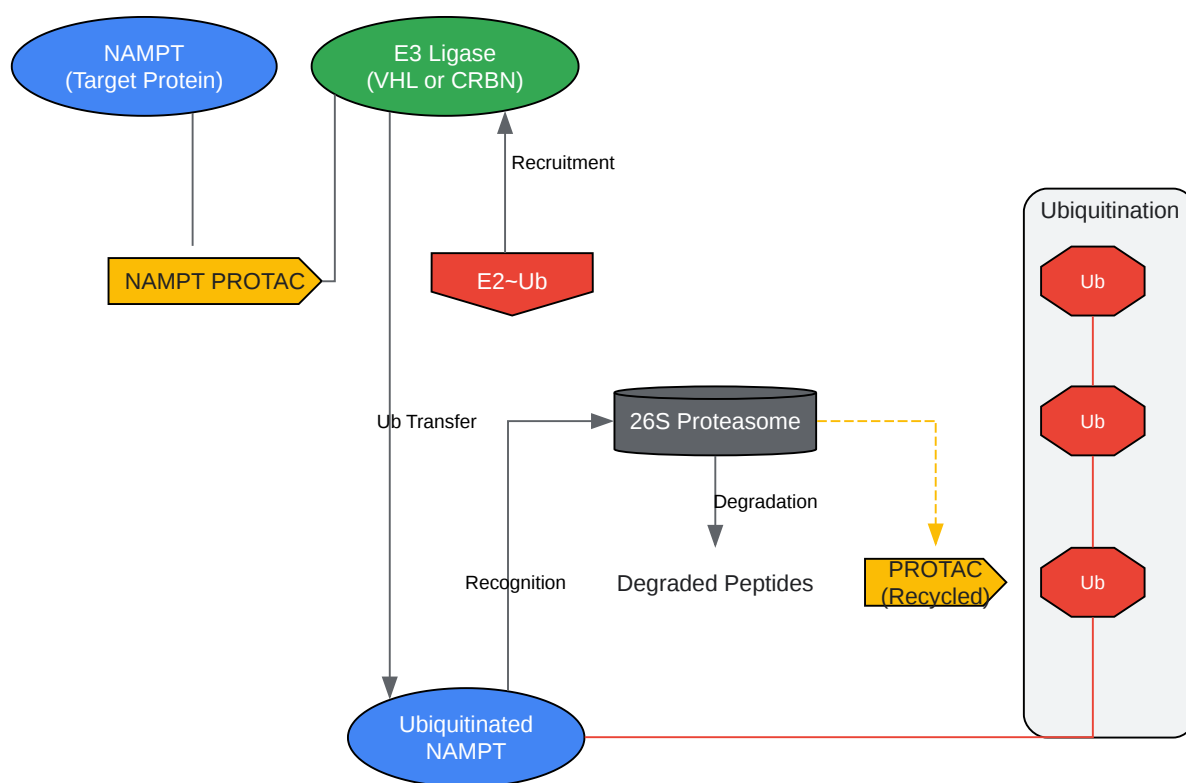 NAMPT
(Target Protein)
E3 Ligase
(VHL or CRBN)
Recruitment
Ubiquitination
NAMPT PROTAC
E2~Ub
Ub
Ub Transfer
26S Proteasome
Ub
Degradation
Recognition
Degraded Peptides
PROTAC
(Recycled)
Ub
Ubiquitinated
NAMPT